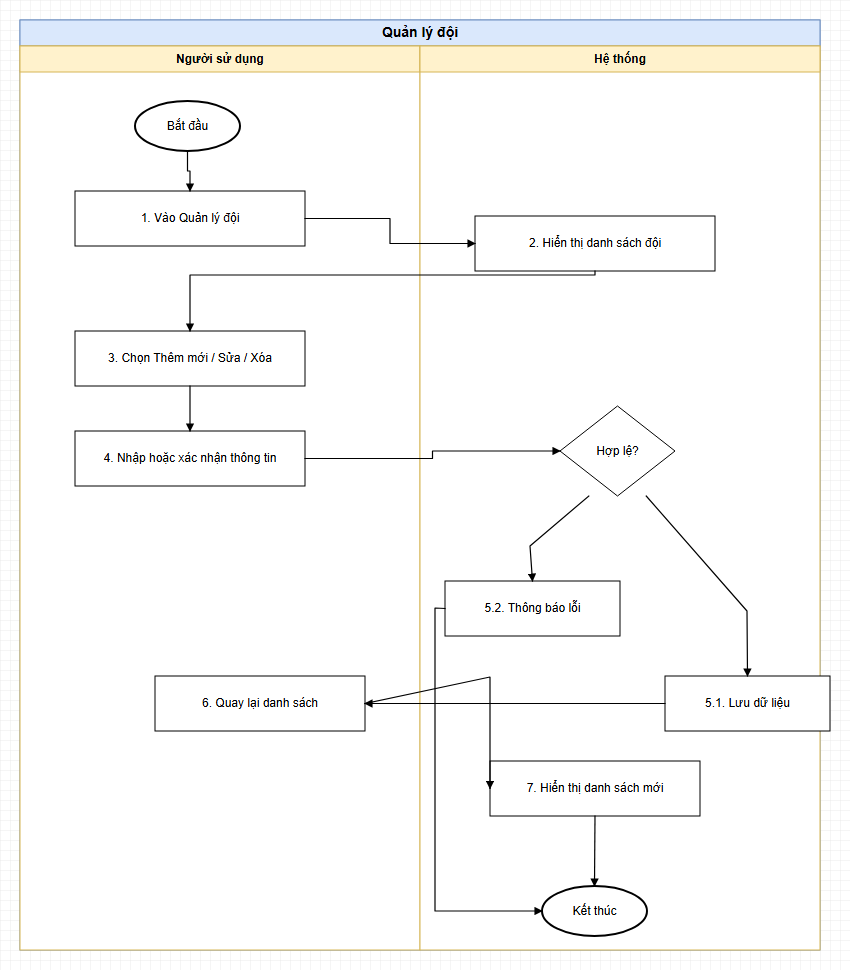 Quản lý đội
Người sử dụng
Hệ thống
Bắt đầu
1. Vào Quản lý đội
2. Hiển thị danh sách đội
3. Chọn Thêm mới / Sửa / Xóa
4. Nhập hoặc xác nhận thông tin
Hợp lệ?
5.2. Thông báo lỗi
6. Quay lại danh sách
5.1. Lưu dữ liệu
7. Hiển thị danh sách mới
Kết thúc